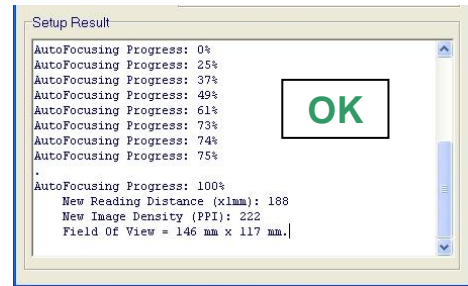 Setup Result
AutoFocusing Progress: 0%
AutoFocusing Progress: 25%
AutoFocusing Progress: 37%
AutoFocusing Progress: 49%
AutoFocusing Progress: 61%
AutoFocusing Progress: 73%
AutoFocusing Progress: 74%
AutoFocusing Progress: 75%
.
AutoFocusing Progress: 100%
New Reading Distance (x1mm): 188
New Image Density (PPI): 222
Field Of View = 146 mm x 117 mm.
OK